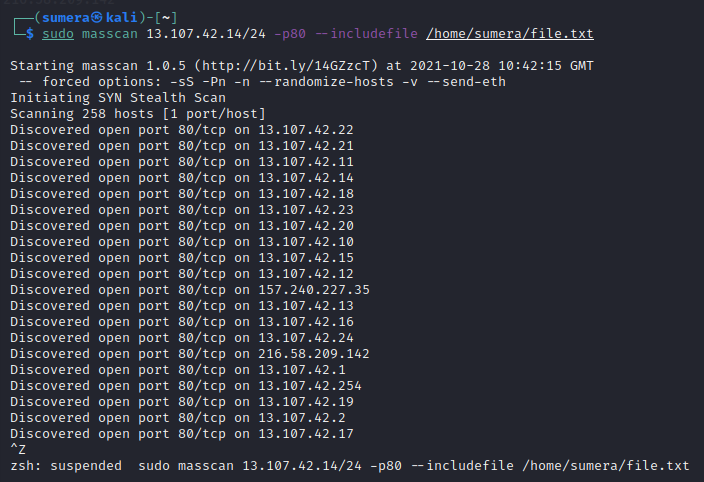 (sumera㉿kali)-[~]
$ sudo masscan 13.107.42.14/24 -p80 --includefile /home/sumera/file.txt
Starting masscan 1.0.5 (http://bit.ly/14GZzcT) at 2021-10-28 10:42:15 GMT
-- forced options: -sS -Pn -n --randomize-hosts -v --send-eth
Initiating SYN Stealth Scan
Scanning 258 hosts [1 port/host]
Discovered open port 80/tcp on 13.107.42.22
Discovered open port 80/tcp on 13.107.42.21
Discovered open port 80/tcp on 13.107.42.11
Discovered open port 80/tcp on 13.107.42.14
Discovered open port 80/tcp on 13.107.42.18
Discovered open port 80/tcp on 13.107.42.23
Discovered open port 80/tcp on 13.107.42.20
Discovered open port 80/tcp on 13.107.42.10
Discovered open port 80/tcp on 13.107.42.15
Discovered open port 80/tcp on 13.107.42.12
Discovered open port 80/tcp on 157.240.227.35
Discovered open port 80/tcp on 13.107.42.13
Discovered open port 80/tcp on 13.107.42.16
Discovered open port 80/tcp on 13.107.42.24
Discovered open port 80/tcp on 216.58.209.142
Discovered open port 80/tcp on 13.107.42.1
Discovered open port 80/tcp on 13.107.42.254
Discovered open port 80/tcp on 13.107.42.19
Discovered open port 80/tcp on 13.107.42.2
Discovered open port 80/tcp on 13.107.42.17
^Z
zsh: suspended  sudo masscan 13.107.42.14/24 -p80 --includefile /home/sumera/file.txt